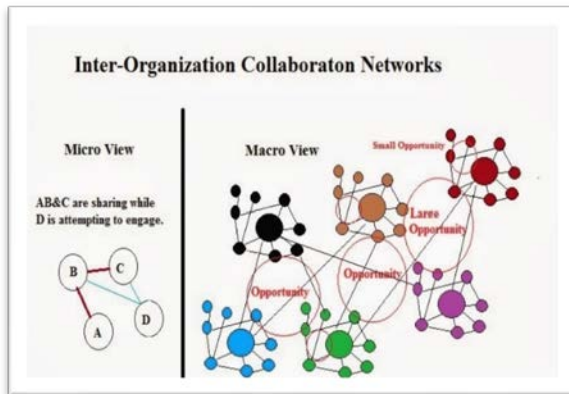 Inter-Organization Collaboraton Networks
Micro View
AB&C are sharing while
D is attempting to engage.
B
C
A
D
Macro View
Small Opportunity
Large
Opportunity
Opportunity
Opportunity